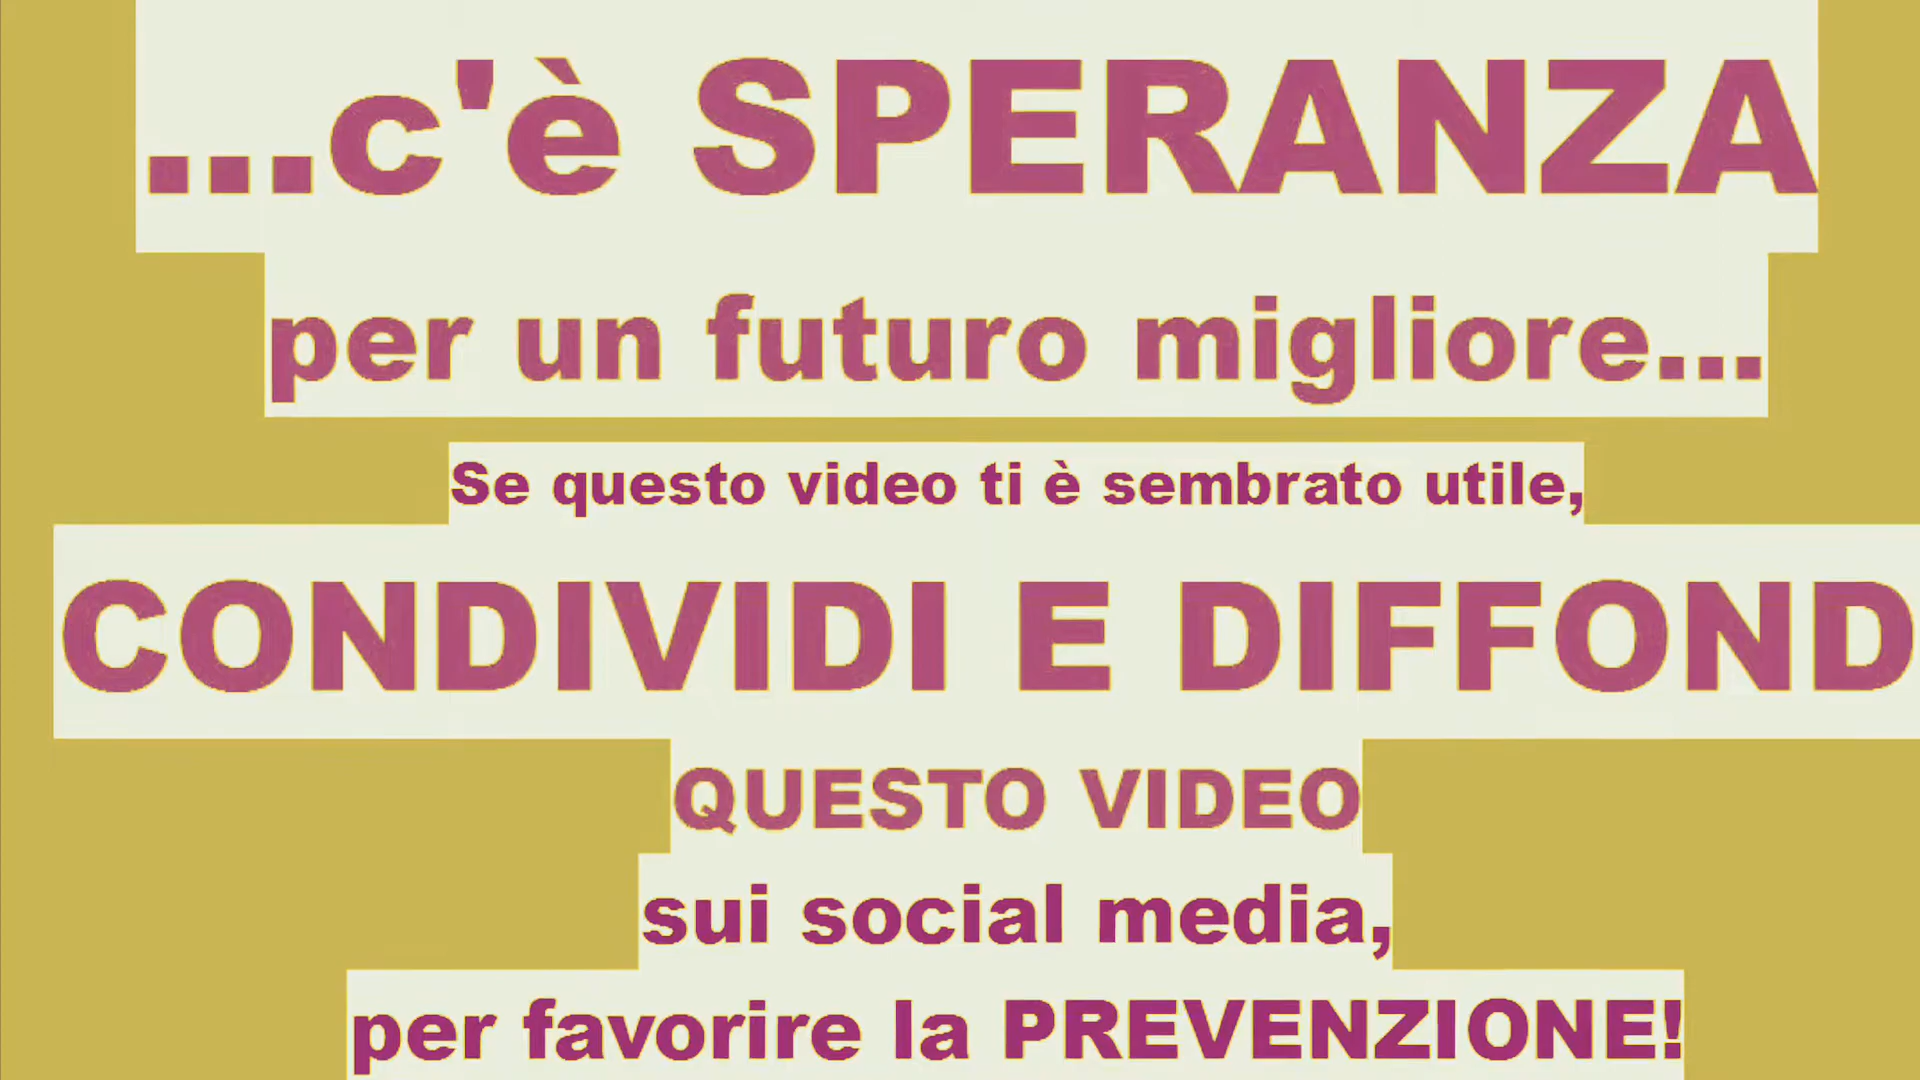 ...c'è SPERANZA
per un futuro migliore...
Se questo video ti è sembrato utile,
CONDIVIDI E DIFFOND
QUESTO VIDEO
sui social media,
per favorire la PREVENZIONE!